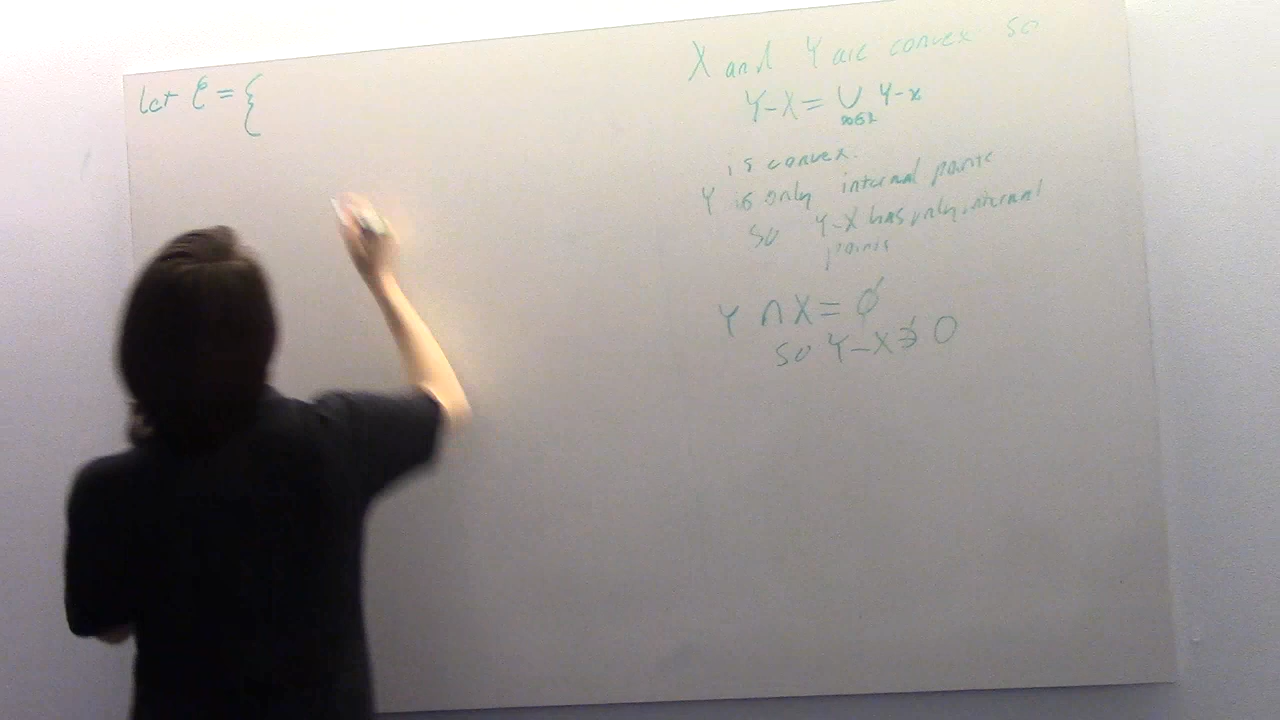 Let C = {
X and Y are convex so
Y-X = ∪ Y-x
x∈X
is convex.
Y is only internal points
so Y-X has only internal
points
Y ∩ X = ∅
so Y-X ∌ 0